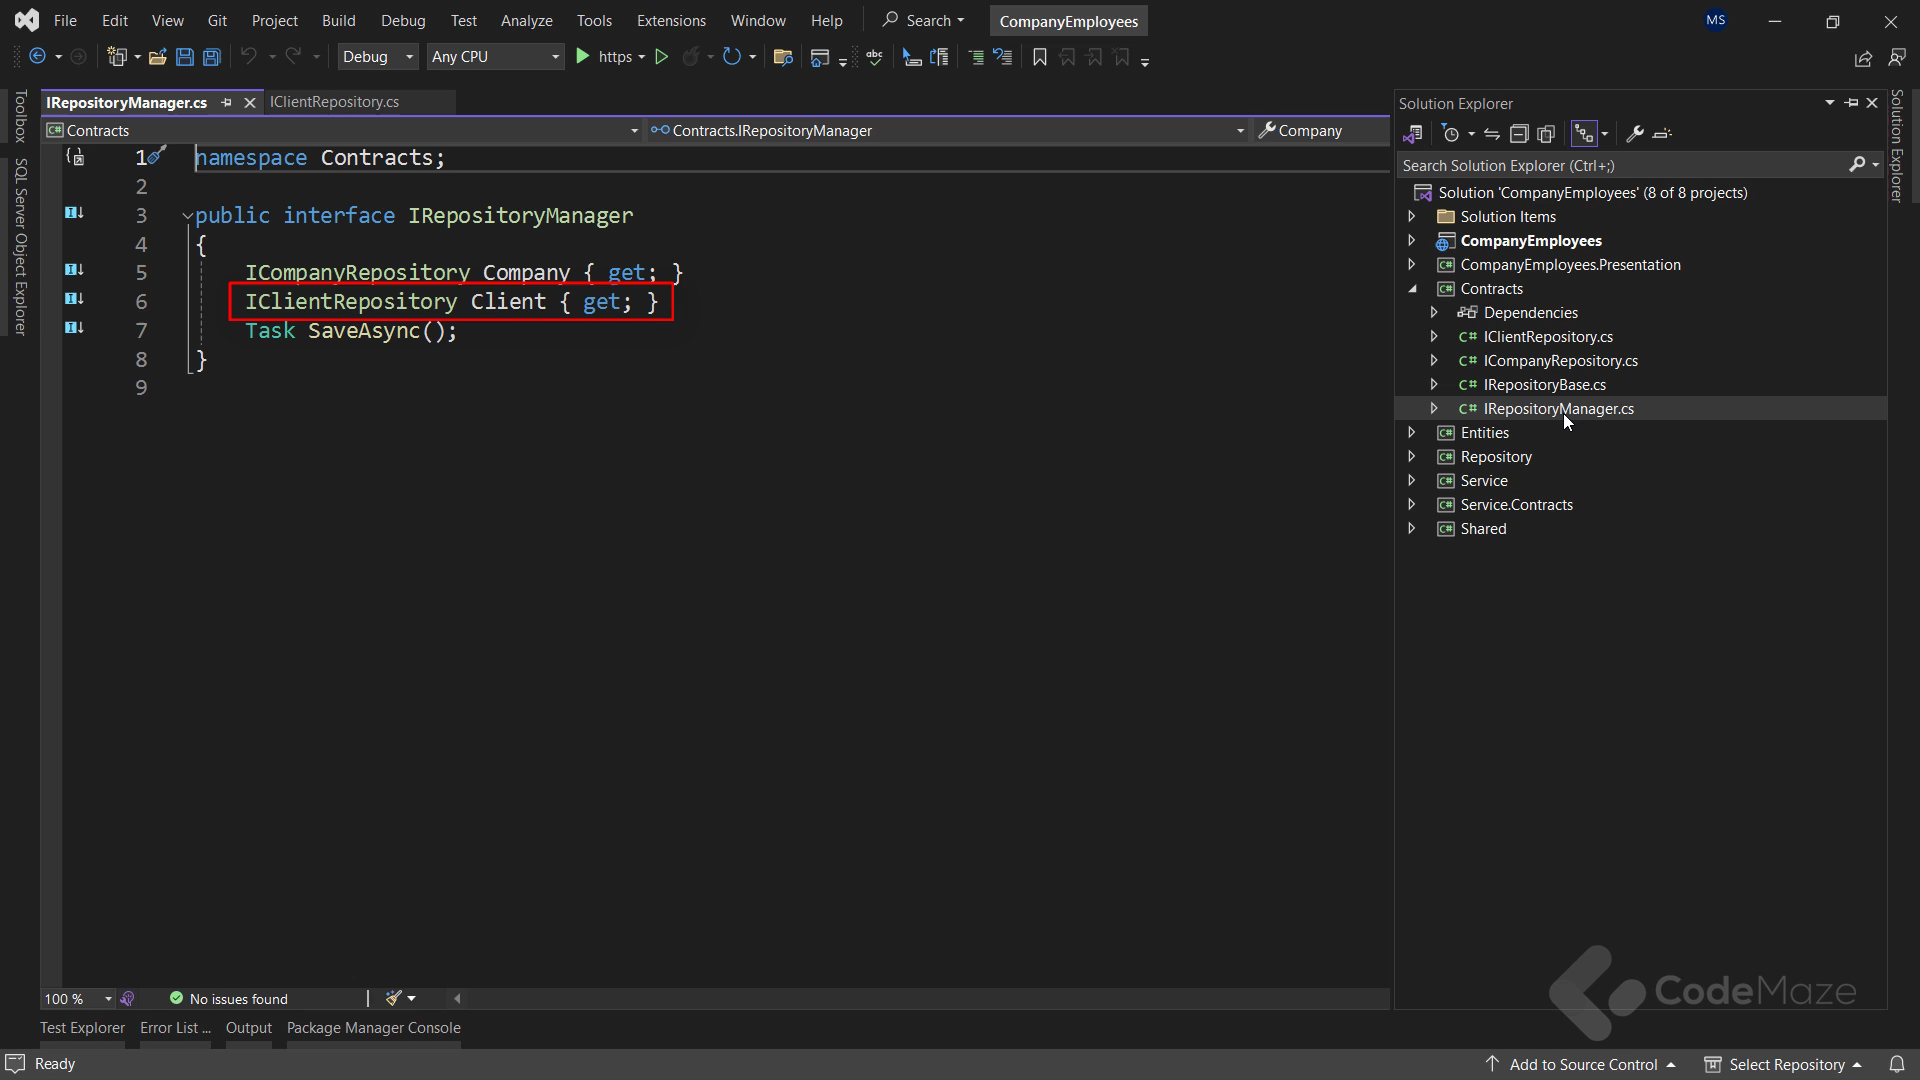 File Edit View Git Project Build Debug Test Analyze Tools Extensions Window Help Search CompanyEmployees MS
Debug Any CPU https abc
Toolbox
SQL Server Object Explorer
IRepositoryManager.cs IClientRepository.cs
C# Contracts Contracts.IRepositoryManager Company
1 namespace Contracts;
2
3 public interface IRepositoryManager
4 {
5 ICompanyRepository Company { get; }
6 IClientRepository Client { get; }
7 Task SaveAsync();
8 }
9
Solution Explorer
Search Solution Explorer (Ctrl+;)
Solution 'CompanyEmployees' (8 of 8 projects)
Solution Items
CompanyEmployees
C# CompanyEmployees.Presentation
C# Contracts
Dependencies
C# IClientRepository.cs
C# ICompanyRepository.cs
C# IRepositoryBase.cs
C# IRepositoryManager.cs
C# Entities
C# Repository
C# Service
C# Service.Contracts
C# Shared
Solution Explorer
CodeMaze
100 % No issues found
Test Explorer Error List ... Output Package Manager Console
Ready Add to Source Control Select Repository